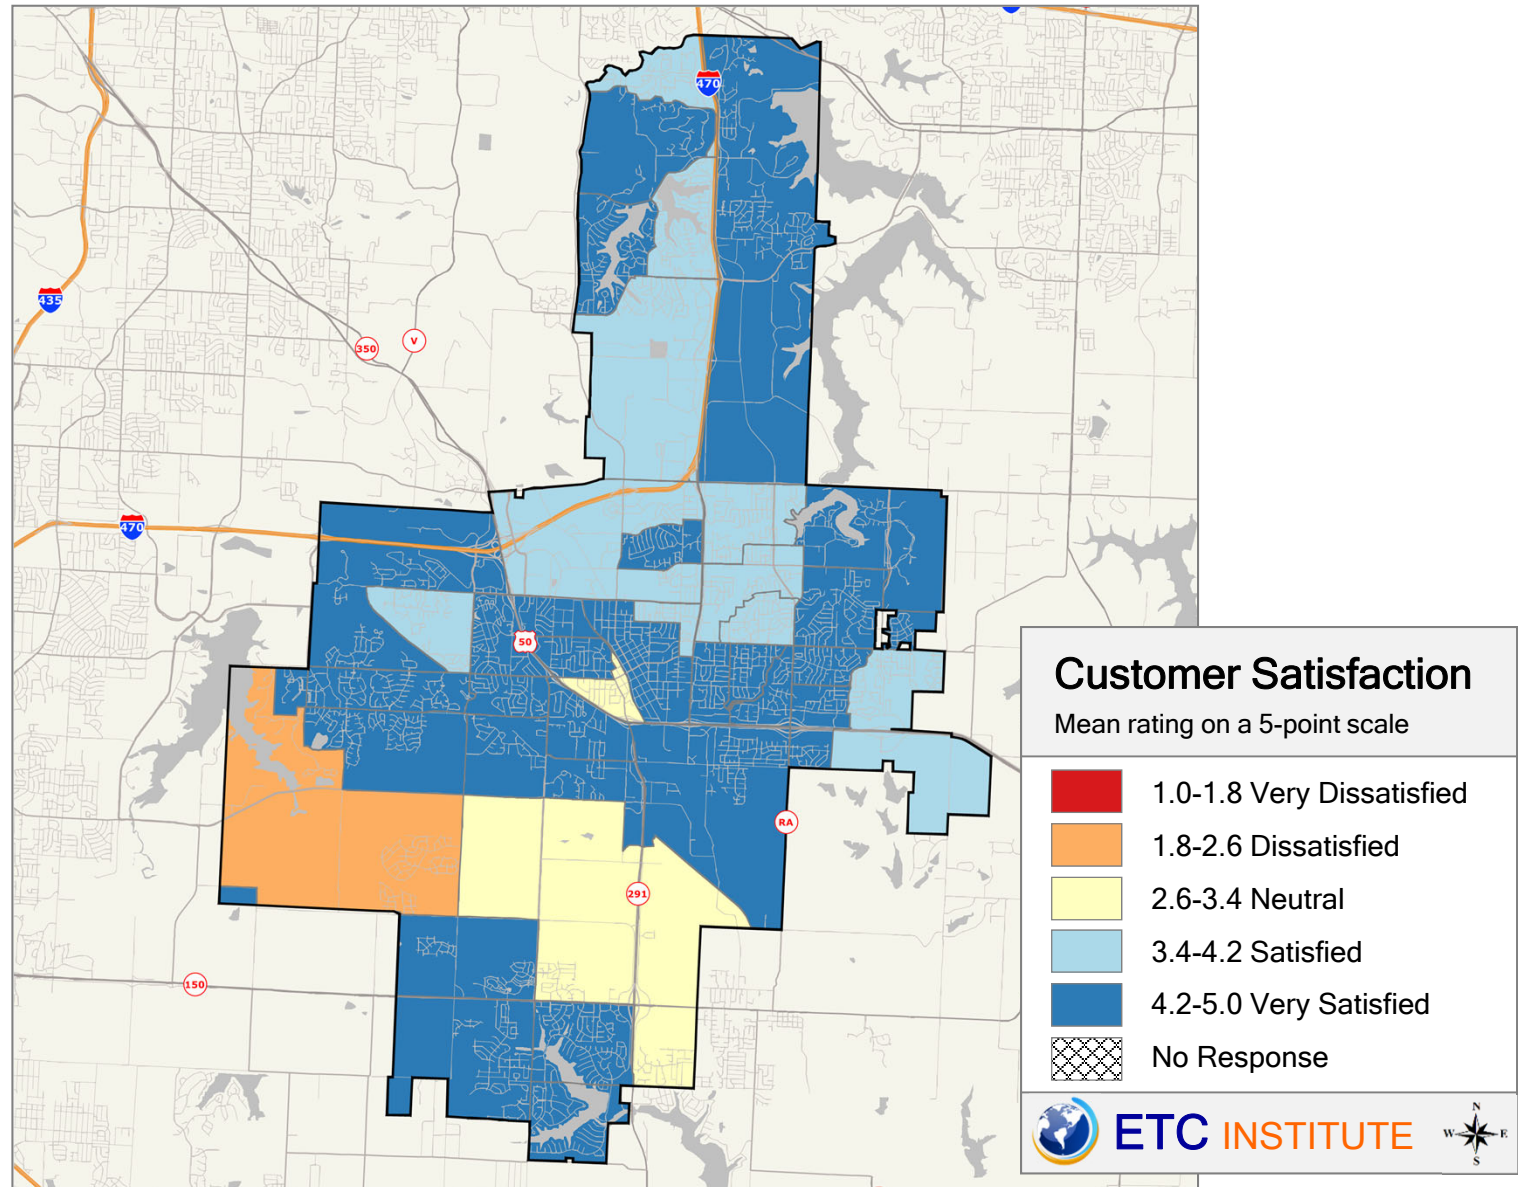 470
435
350
V
470
50
RA
291
150
Customer Satisfaction
Mean rating on a 5-point scale
1.0-1.8 Very Dissatisfied
1.8-2.6 Dissatisfied
2.6-3.4 Neutral
3.4-4.2 Satisfied
4.2-5.0 Very Satisfied
No Response
ETC INSTITUTE
N
W E
S